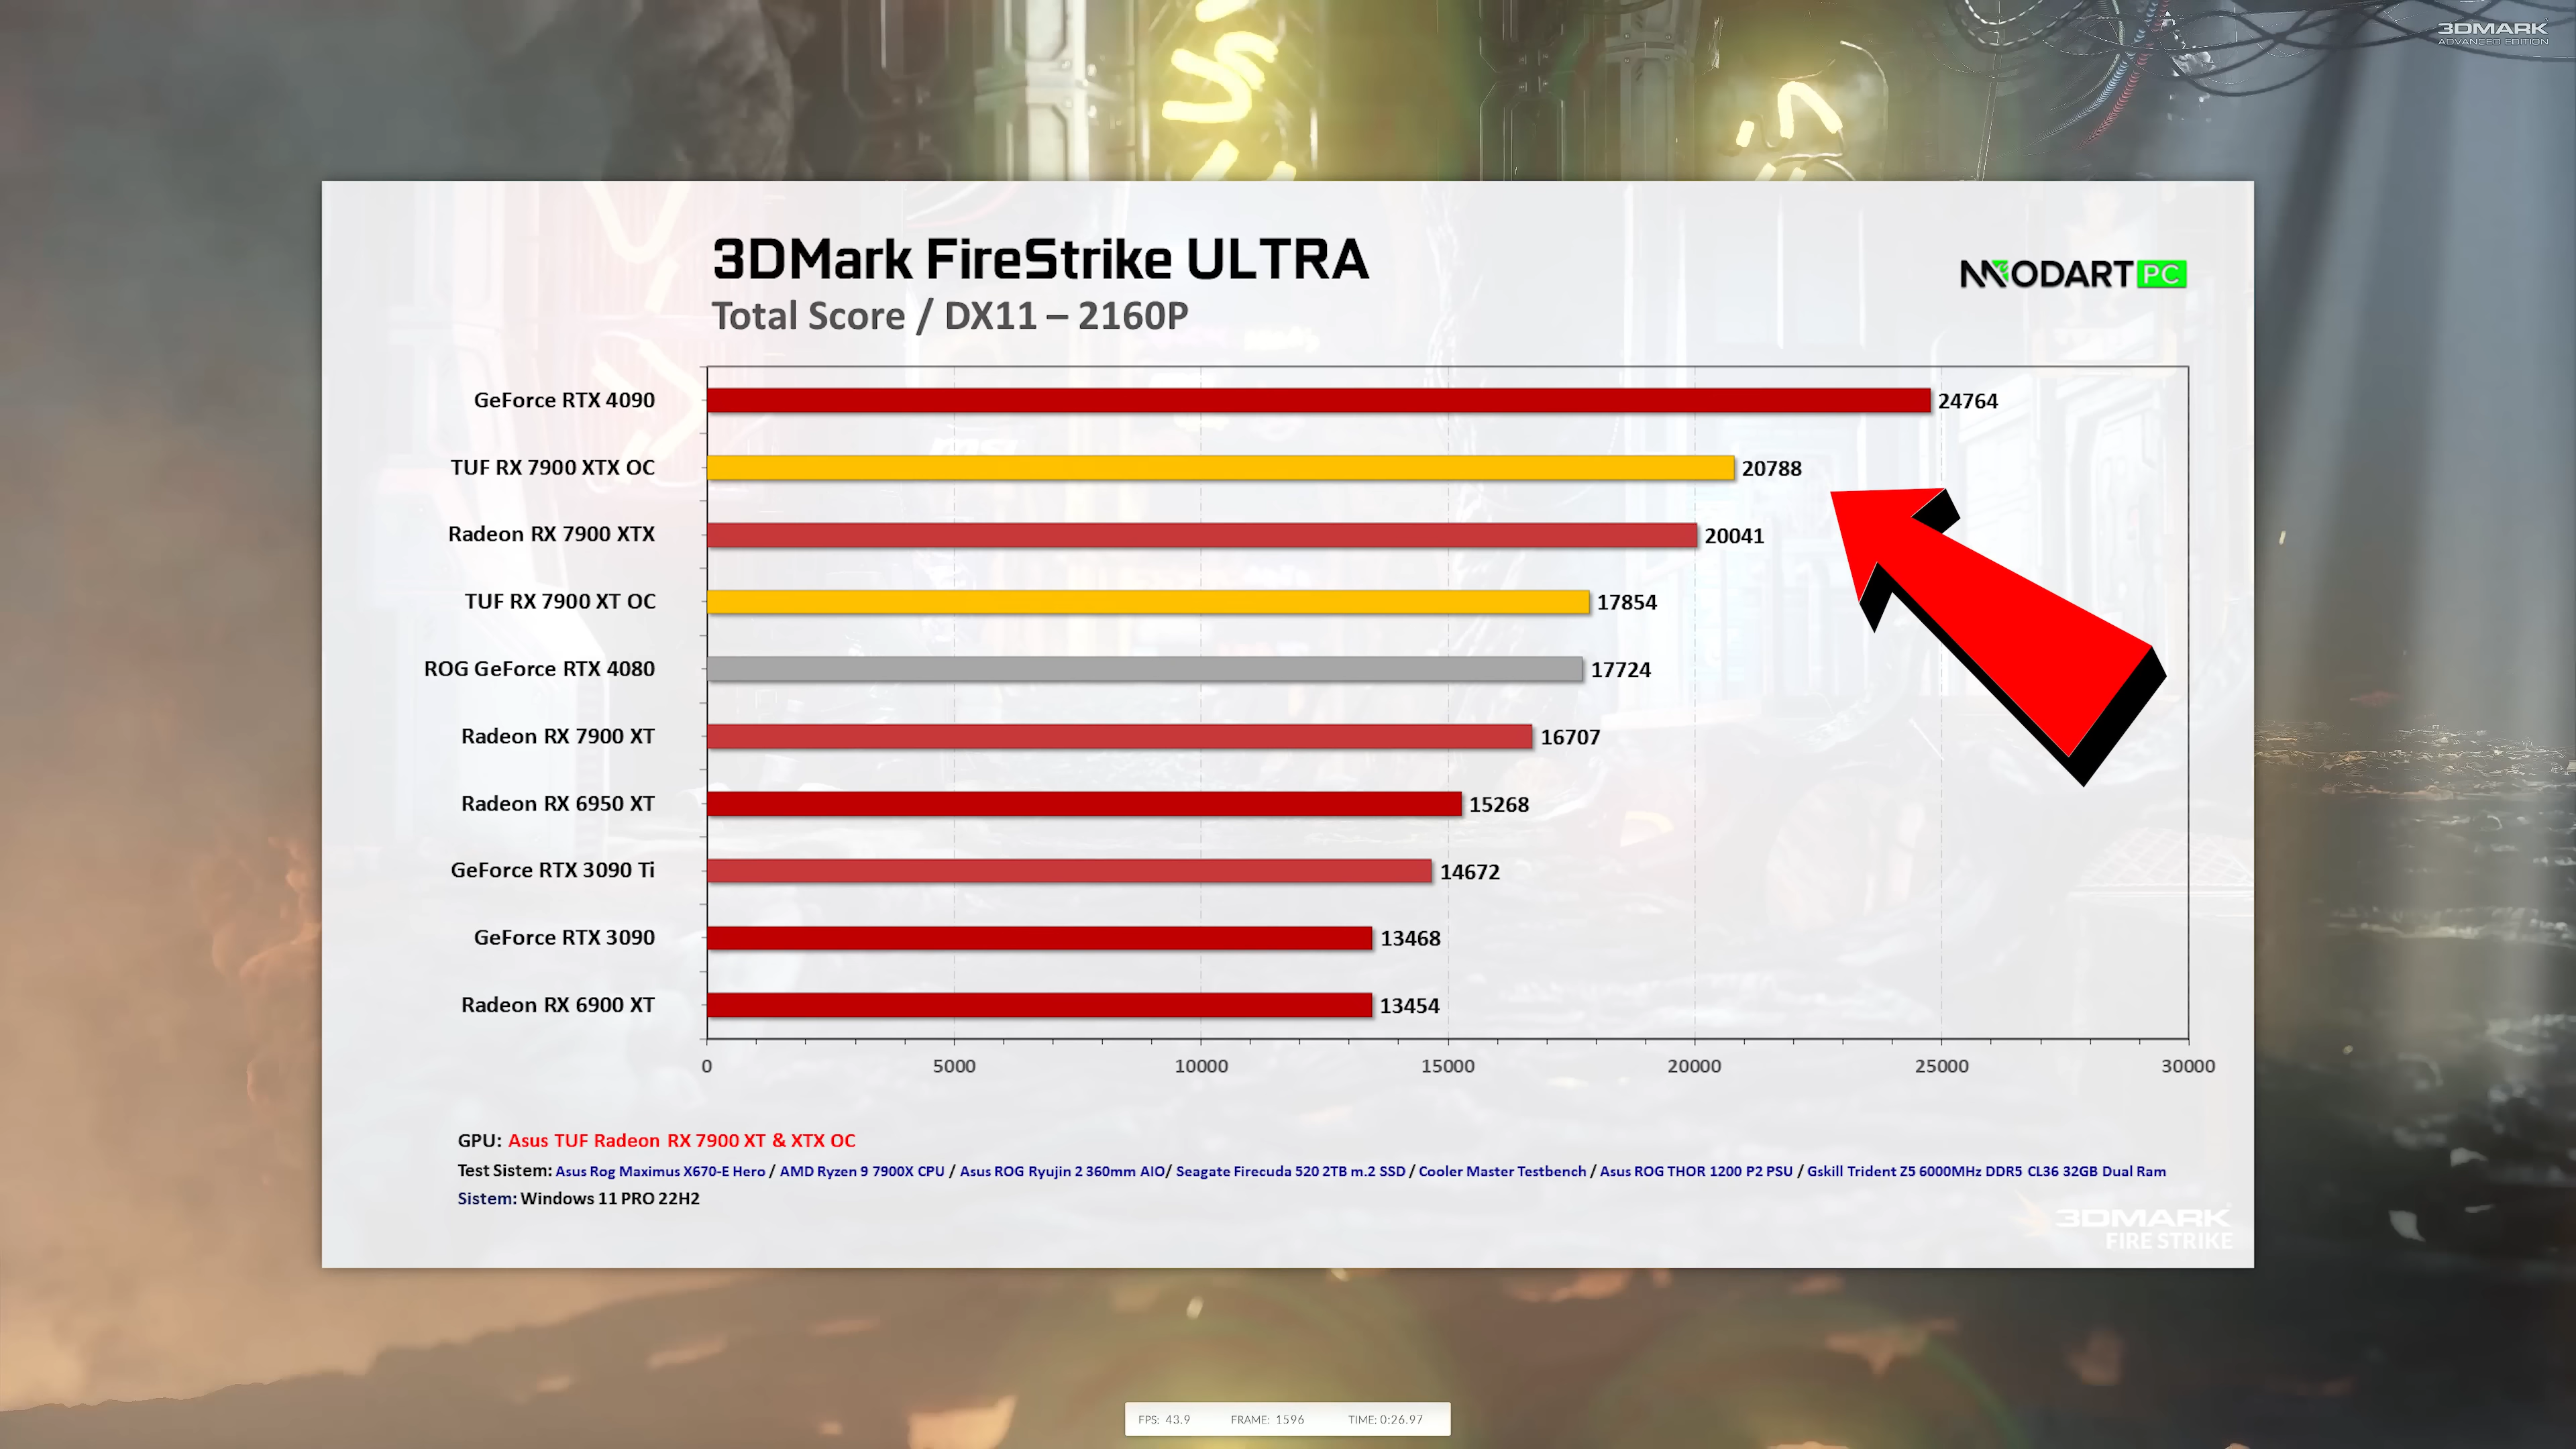 3DMARK
ADVANCED EDITION
3DMark FireStrike ULTRA
Total Score / DX11 – 2160P
MODART PC
GeForce RTX 4090 24764
TUF RX 7900 XTX OC 20788
Radeon RX 7900 XTX 20041
TUF RX 7900 XT OC 17854
ROG GeForce RTX 4080 17724
Radeon RX 7900 XT 16707
Radeon RX 6950 XT 15268
GeForce RTX 3090 Ti 14672
GeForce RTX 3090 13468
Radeon RX 6900 XT 13454
0 5000 10000 15000 20000 25000 30000
GPU: Asus TUF Radeon RX 7900 XT & XTX OC
Test Sistem: Asus Rog Maximus X670-E Hero / AMD Ryzen 9 7900X CPU / Asus ROG Ryujin 2 360mm AIO/ Seagate Firecuda 520 2TB m.2 SSD / Cooler Master Testbench / Asus ROG THOR 1200 P2 PSU / Gskill Trident Z5 6000MHz DDR5 CL36 32GB Dual Ram
Sistem: Windows 11 PRO 22H2
3DMARK
FIRE STRIKE
FPS: 43.9 FRAME: 1596 TIME: 0:26.97